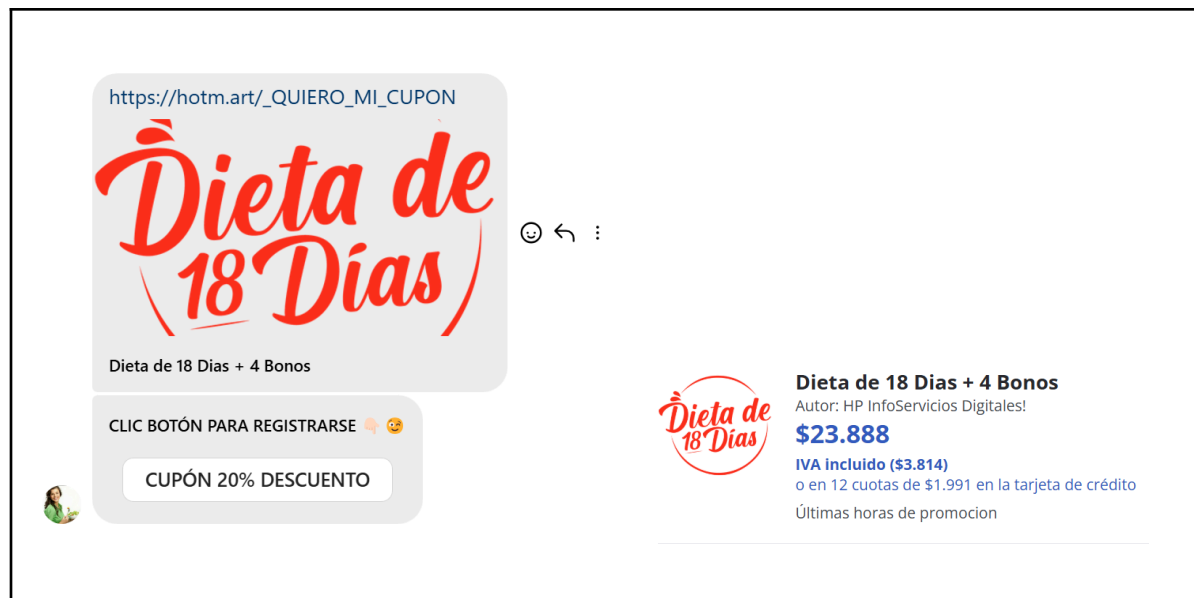 https://hotm.art/_QUIERO_MI_CUPON
Dieta de
18 Días
Dieta de 18 Dias + 4 Bonos
CLIC BOTÓN PARA REGISTRARSE 👇🏻 😉
CUPÓN 20% DESCUENTO
Dieta de
18 Días
Dieta de 18 Dias + 4 Bonos
Autor: HP InfoServicios Digitales!
$23.888
IVA incluido ($3.814)
o en 12 cuotas de $1.991 en la tarjeta de crédito
Últimas horas de promocion